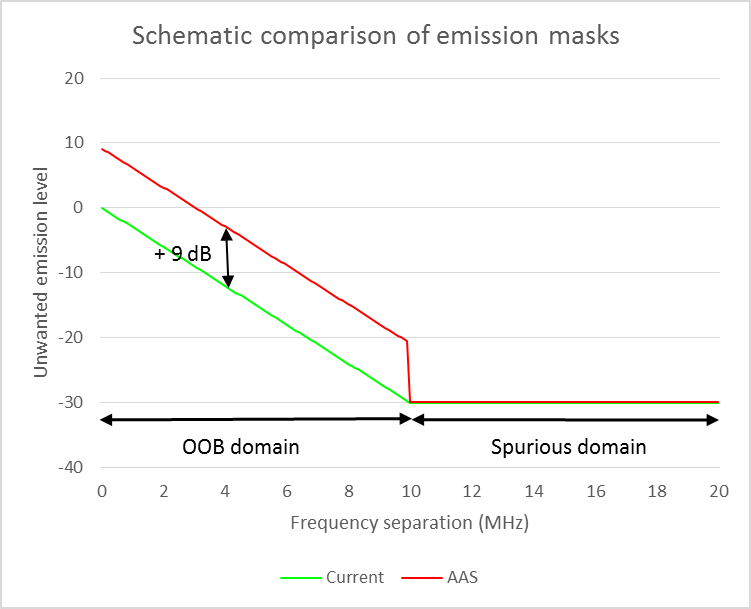 Schematic comparison of emission masks
20
10
0
-10
-20
-30
-40
Unwanted emission level
+ 9 dB
OOB domain Spurious domain
0 2 4 6 8 10 12 14 16 18 20
Frequency separation (MHz)
Current AAS